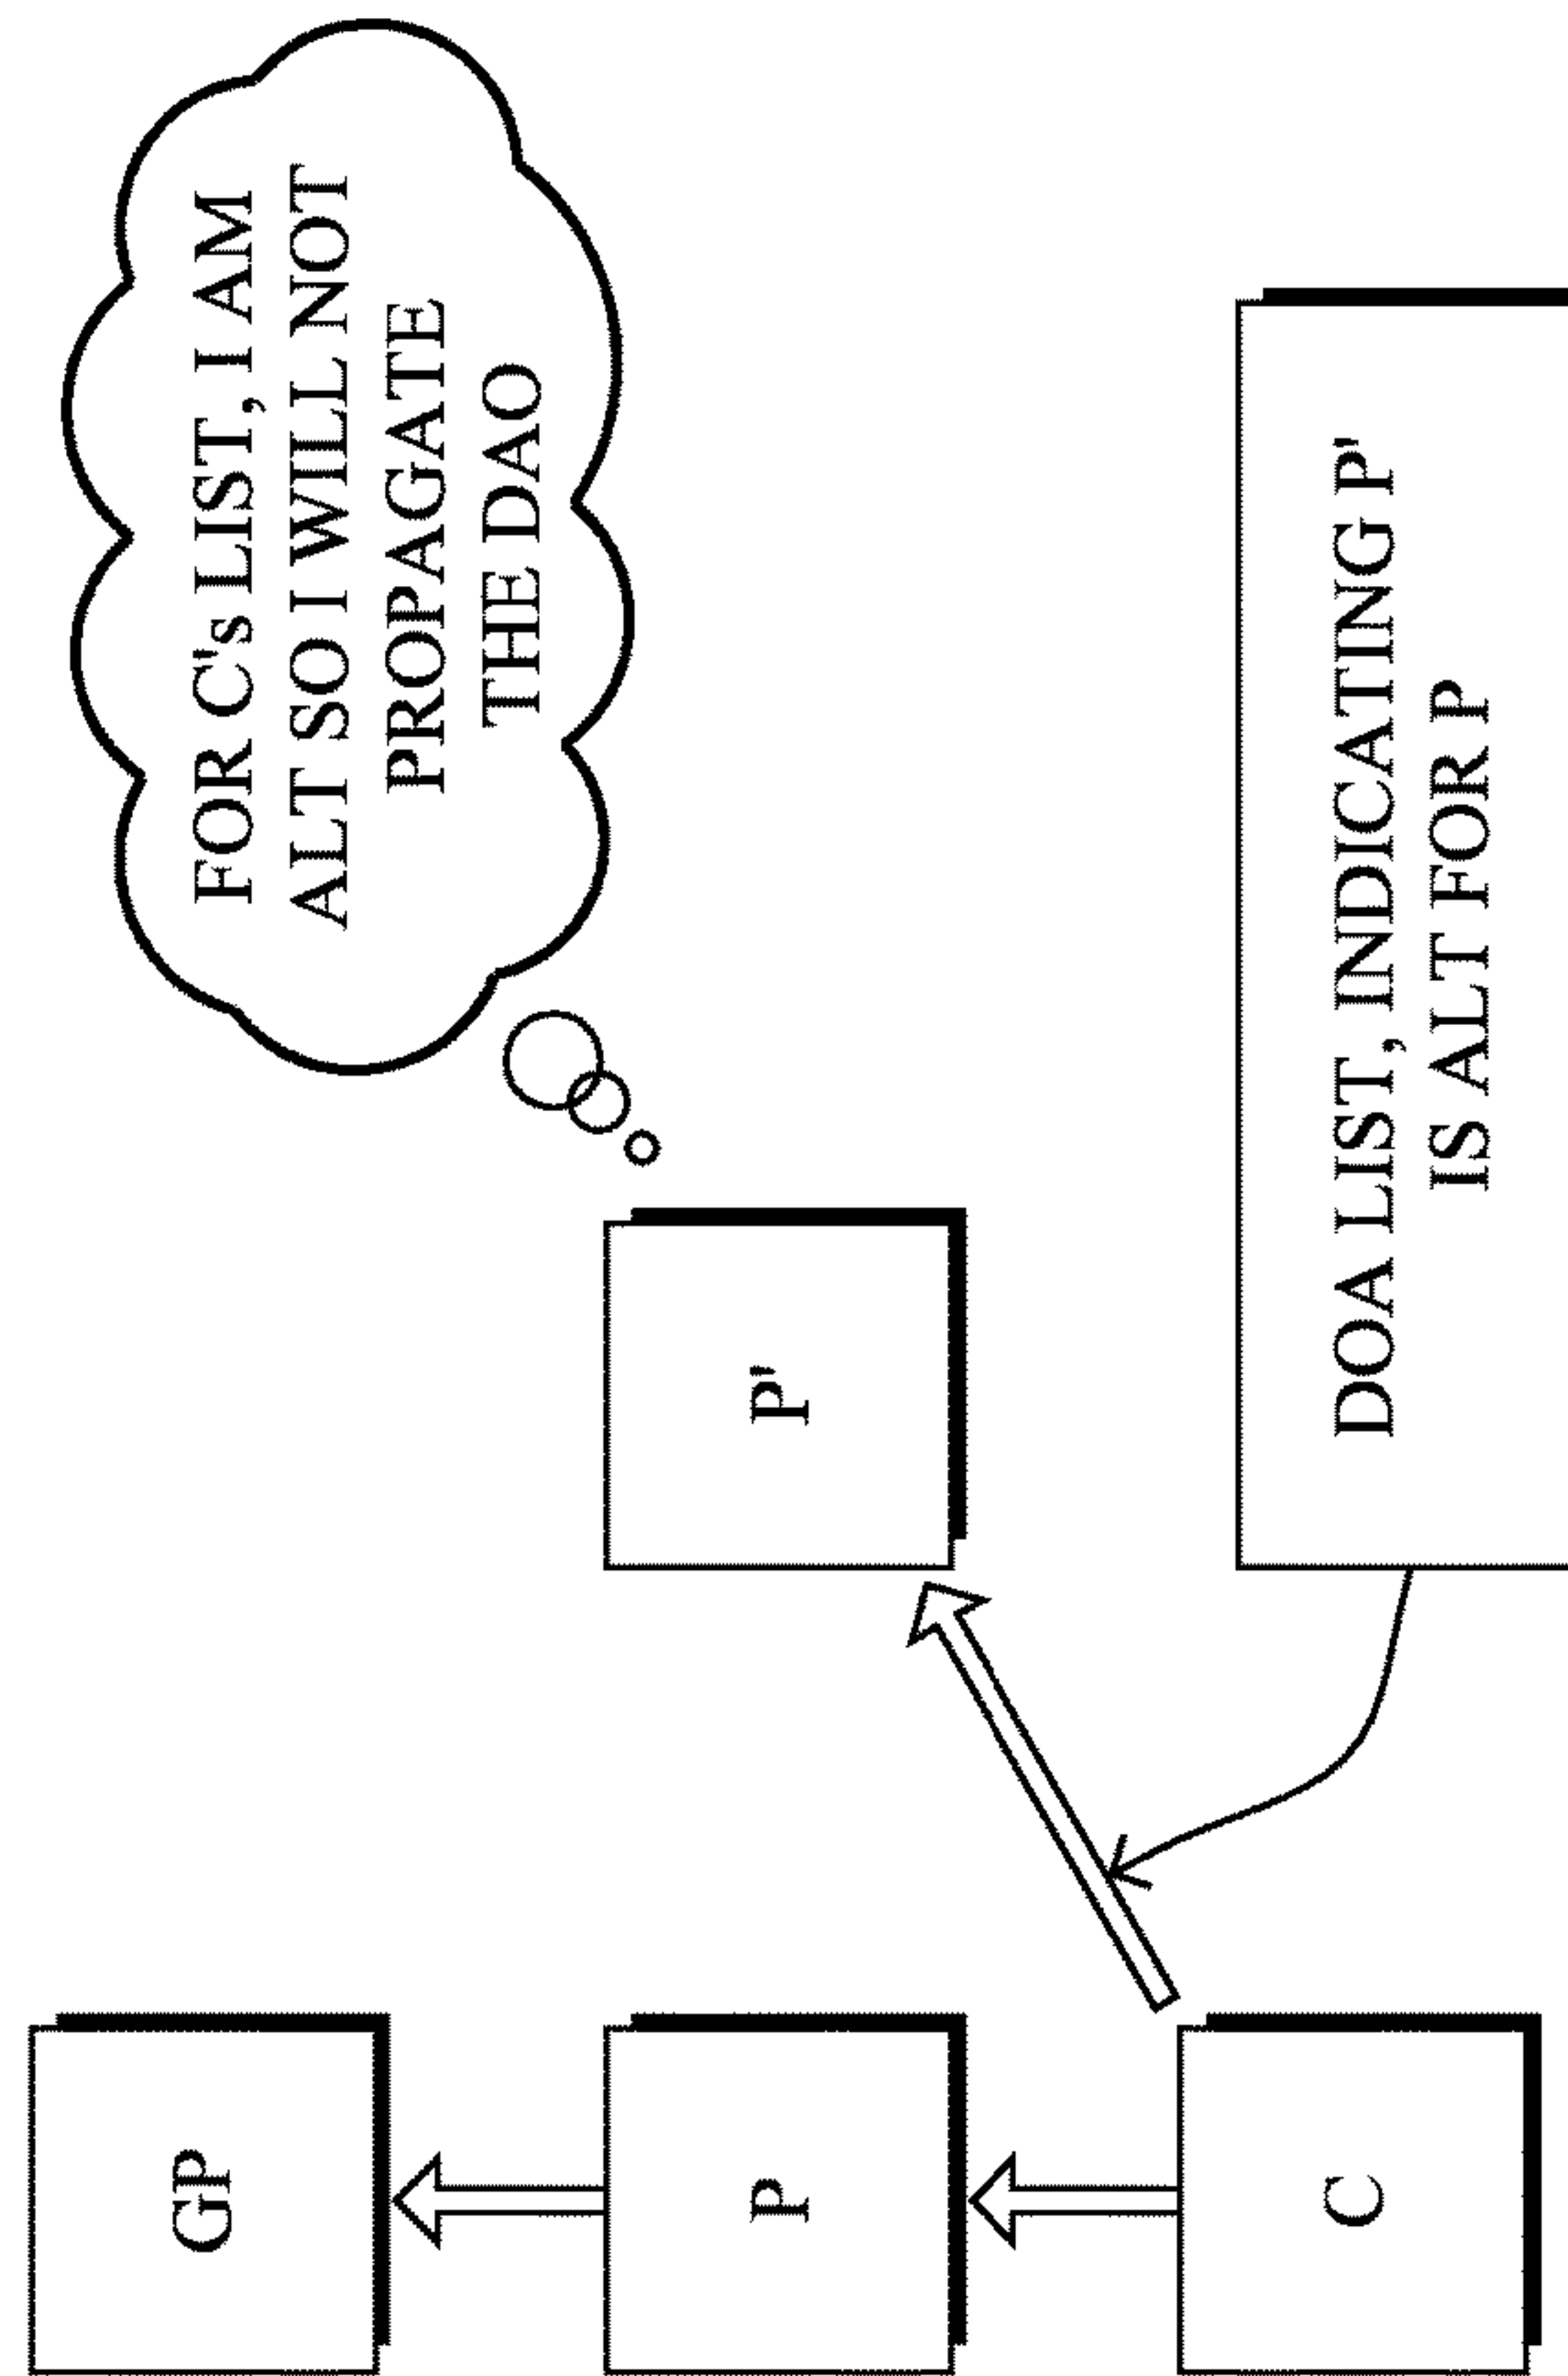 FOR C's LIST, I AM
ALT SO I WILL NOT
PROPAGATE
THE DAO
GP
P
P'
C
DOA LIST, INDICATING P'
IS ALT FOR P